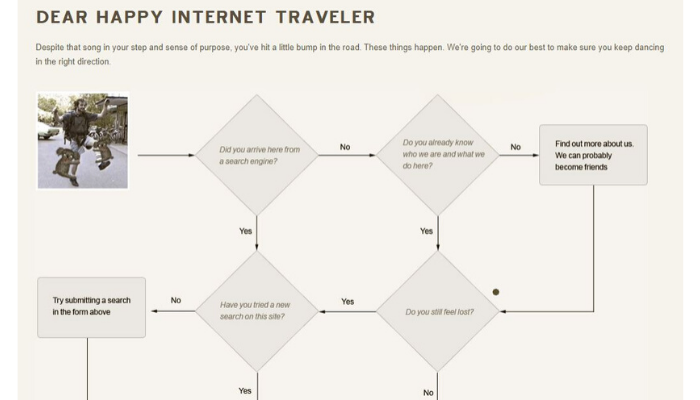 DEAR HAPPY INTERNET TRAVELER
Despite that song in your step and sense of purpose, you've hit a little bump in the road. These things happen. We're going to do our best to make sure you keep dancing
in the right direction.
Did you arrive here from
a search engine?
No
Do you already know
who we are and what we
do here?
No
Find out more about us.
We can probably
become friends
Yes
Yes
Try submitting a search
in the form above
No
Have you tried a new
search on this site?
Yes
Do you still feel lost?
Yes
No